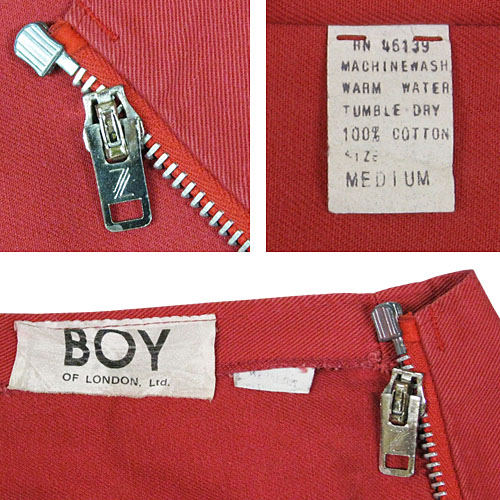 RN 46139
MACHINEWASH
WARM WATER
TUMBLE DRY
100% COTTON
SIZE
MEDIUM
BOY
OF LONDON, Ltd.